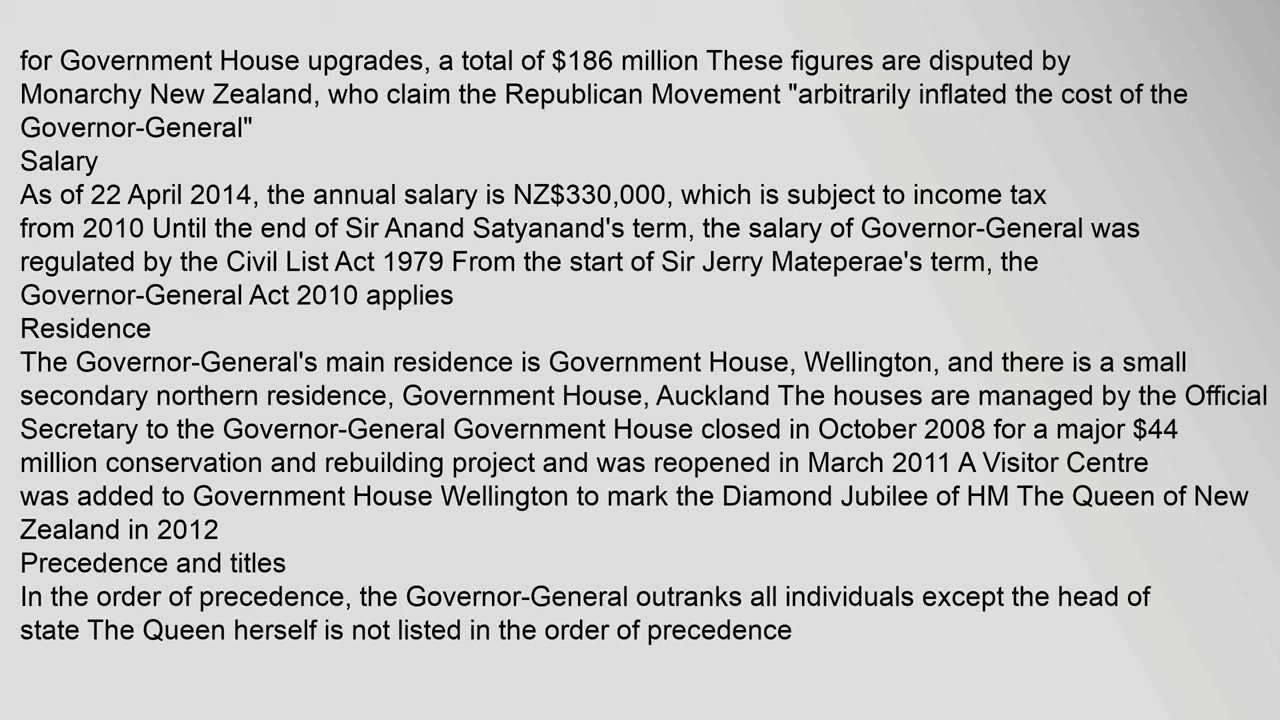 for Government House upgrades, a total of $186 million These figures are disputed by
Monarchy New Zealand, who claim the Republican Movement "arbitrarily inflated the cost of the
Governor-General"
Salary
As of 22 April 2014, the annual salary is NZ$330,000, which is subject to income tax
from 2010 Until the end of Sir Anand Satyanand's term, the salary of Governor-General was
regulated by the Civil List Act 1979 From the start of Sir Jerry Mateperae's term, the
Governor-General Act 2010 applies
Residence
The Governor-General's main residence is Government House, Wellington, and there is a small
secondary northern residence, Government House, Auckland The houses are managed by the Official
Secretary to the Governor-General Government House closed in October 2008 for a major $44
million conservation and rebuilding project and was reopened in March 2011 A Visitor Centre
was added to Government House Wellington to mark the Diamond Jubilee of HM The Queen of New
Zealand in 2012
Precedence and titles
In the order of precedence, the Governor-General outranks all individuals except the head of
state The Queen herself is not listed in the order of precedence